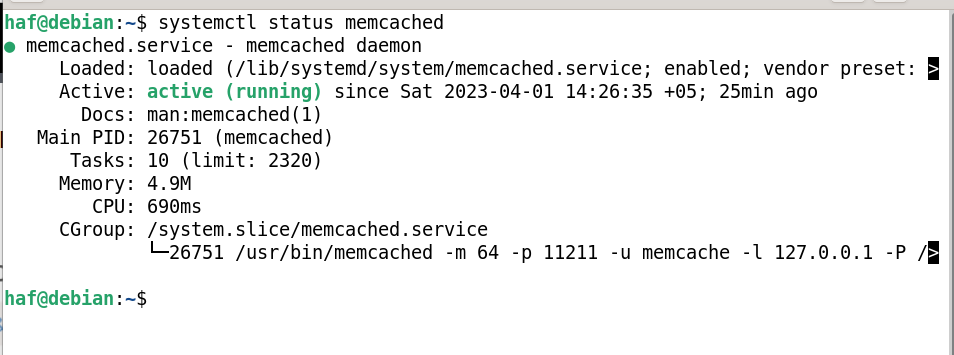 haf@debian:~$ systemctl status memcached
● memcached.service - memcached daemon
     Loaded: loaded (/lib/systemd/system/memcached.service; enabled; vendor preset: >
     Active: active (running) since Sat 2023-04-01 14:26:35 +05; 25min ago
       Docs: man:memcached(1)
   Main PID: 26751 (memcached)
      Tasks: 10 (limit: 2320)
     Memory: 4.9M
        CPU: 690ms
     CGroup: /system.slice/memcached.service
             └─26751 /usr/bin/memcached -m 64 -p 11211 -u memcache -l 127.0.0.1 -P />
haf@debian:~$